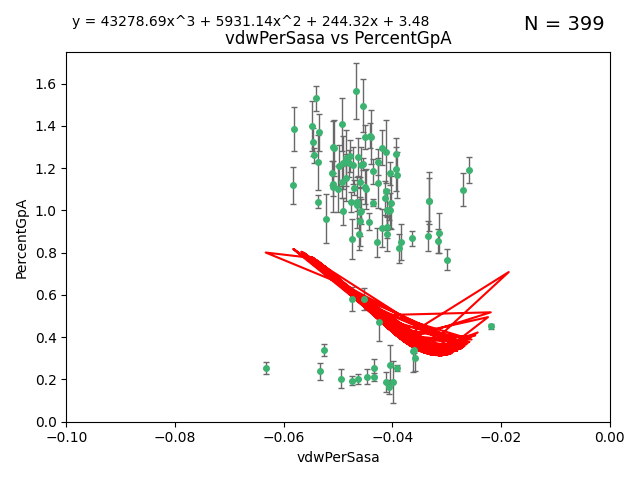 y = 43278.69x^3 + 5931.14x^2 + 244.32x + 3.48
N = 399
vdwPerSasa vs PercentGpA
PercentGpA
1.6
1.4
1.2
1.0
0.8
0.6
0.4
0.2
0.0
−0.10 −0.08 −0.06 −0.04 −0.02 0.00
vdwPerSasa